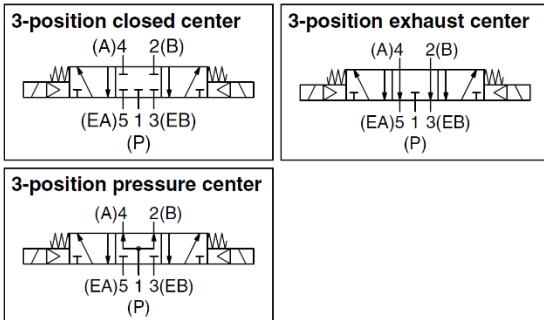 3-position closed center
(A)4 2(B)
(EA)5 1 3(EB)
(P)
3-position exhaust center
(A)4 2(B)
(EA)5 1 3(EB)
(P)
3-position pressure center
(A)4 2(B)
(EA)5 1 3(EB)
(P)